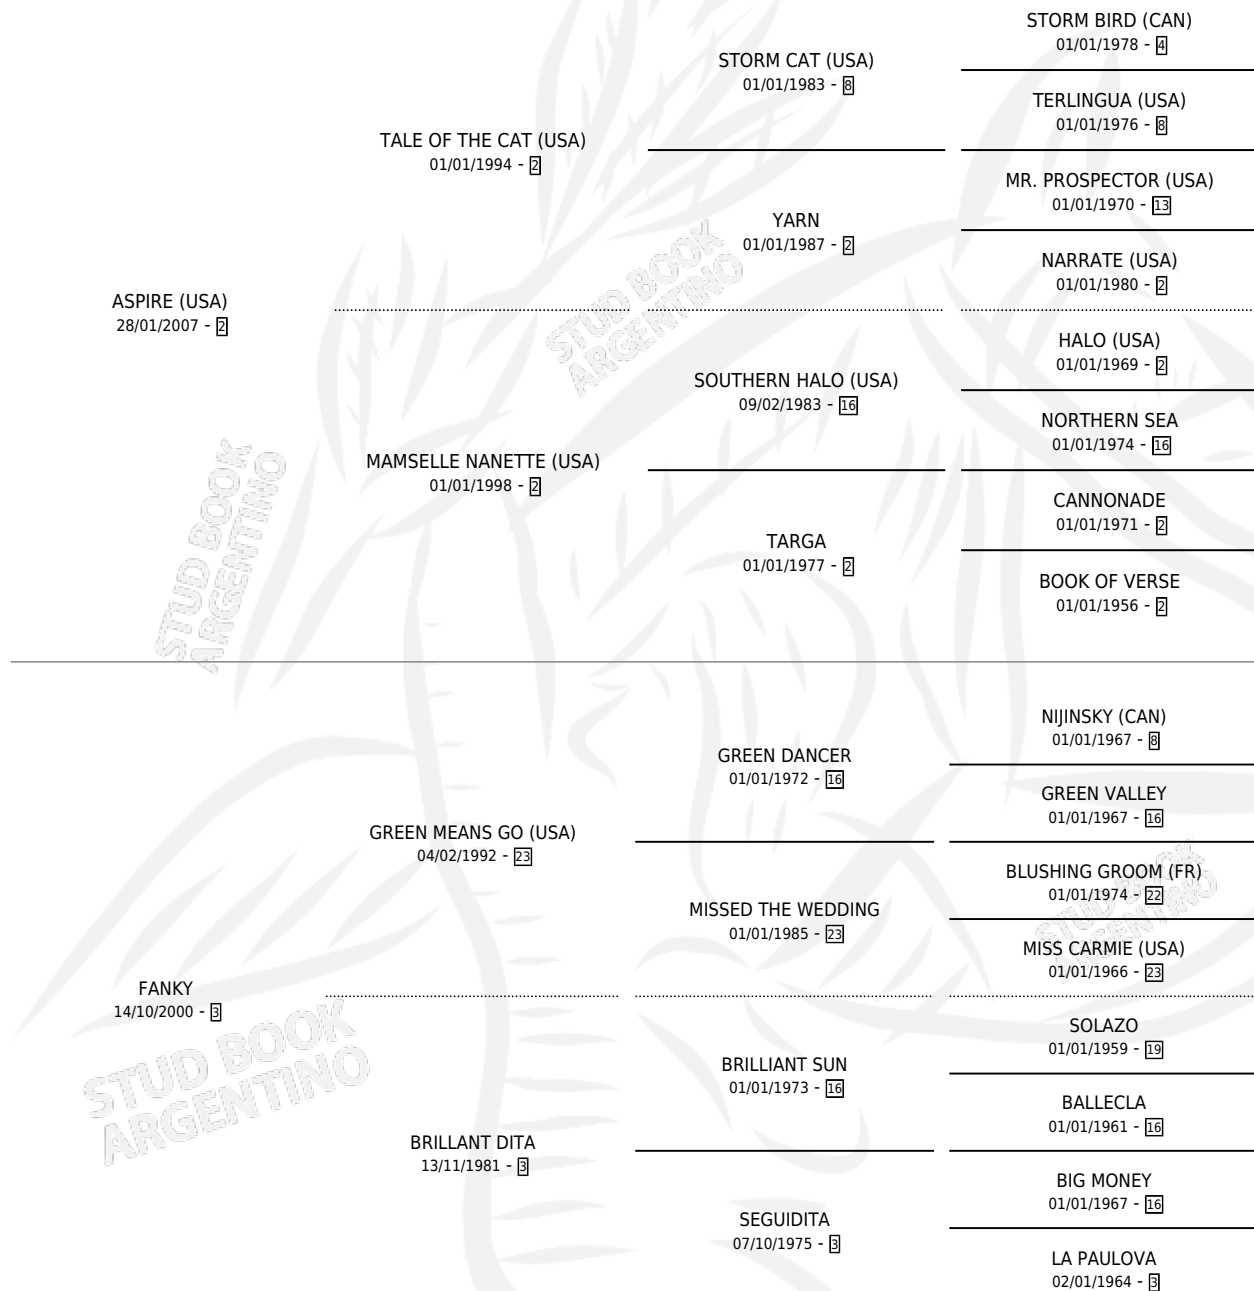 STORM BIRD (CAN)
01/01/1978 - 4
STORM CAT (USA)
01/01/1983 - 8
TERLINGUA (USA)
01/01/1976 - 8
TALE OF THE CAT (USA)
01/01/1994 - 2
MR. PROSPECTOR (USA)
01/01/1970 - 13
YARN
01/01/1987 - 2
NARRATE (USA)
01/01/1980 - 2
ASPIRE (USA)
28/01/2007 - 2
HALO (USA)
01/01/1969 - 2
SOUTHERN HALO (USA)
09/02/1983 - 16
NORTHERN SEA
01/01/1974 - 16
MAMSELLE NANETTE (USA)
01/01/1998 - 2
CANNONADE
01/01/1971 - 2
TARGA
01/01/1977 - 2
BOOK OF VERSE
01/01/1956 - 2
STUD BOOK
ARGENTINO
STUD BOOK
ARGENTINO
NIJINSKY (CAN)
01/01/1967 - 8
GREEN DANCER
01/01/1972 - 16
GREEN VALLEY
01/01/1967 - 16
GREEN MEANS GO (USA)
04/02/1992 - 23
BLUSHING GROOM (FR)
01/01/1974 - 22
MISSED THE WEDDING
01/01/1985 - 23
MISS CARMIE (USA)
01/01/1966 - 23
FANKY
14/10/2000 - 3
SOLAZO
01/01/1959 - 19
BRILLIANT SUN
01/01/1973 - 16
BALLECLA
01/01/1961 - 16
BRILLANT DITA
13/11/1981 - 3
BIG MONEY
01/01/1967 - 16
SEGUIDITA
07/10/1975 - 3
LA PAULOVA
02/01/1964 - 3
STUD BOOK
ARGENTINO
STUD BOOK
ARGENTINO